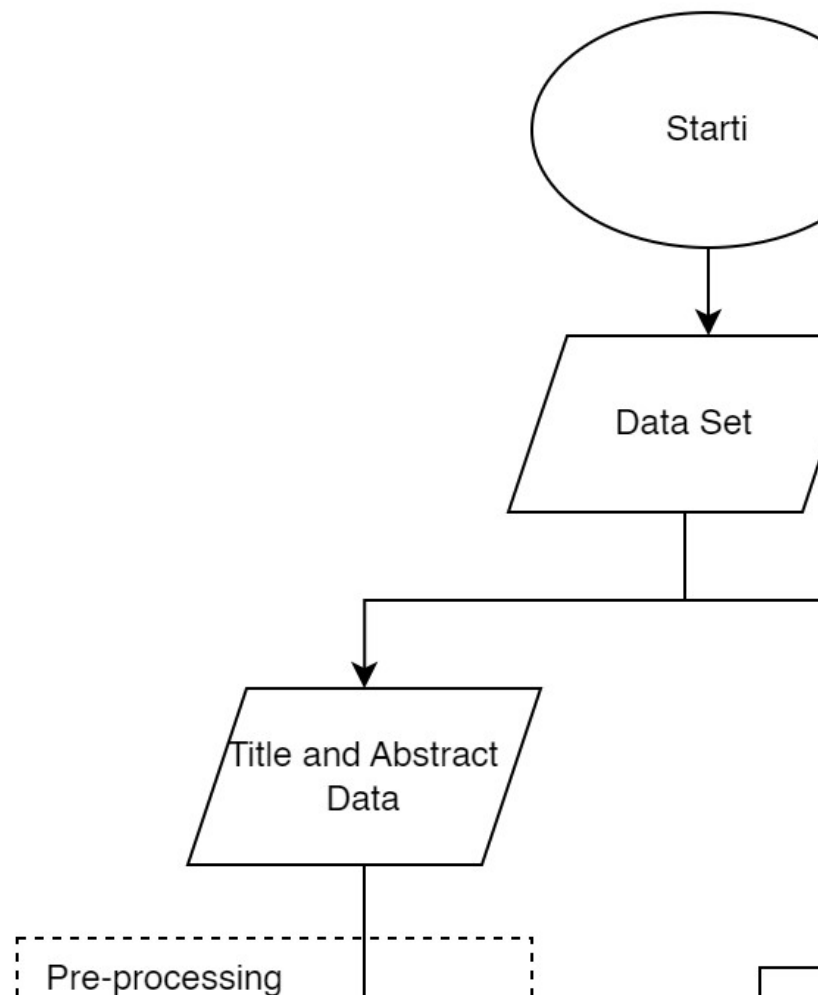 Starti
Data Set
Title and Abstract
Data
Pre-processing